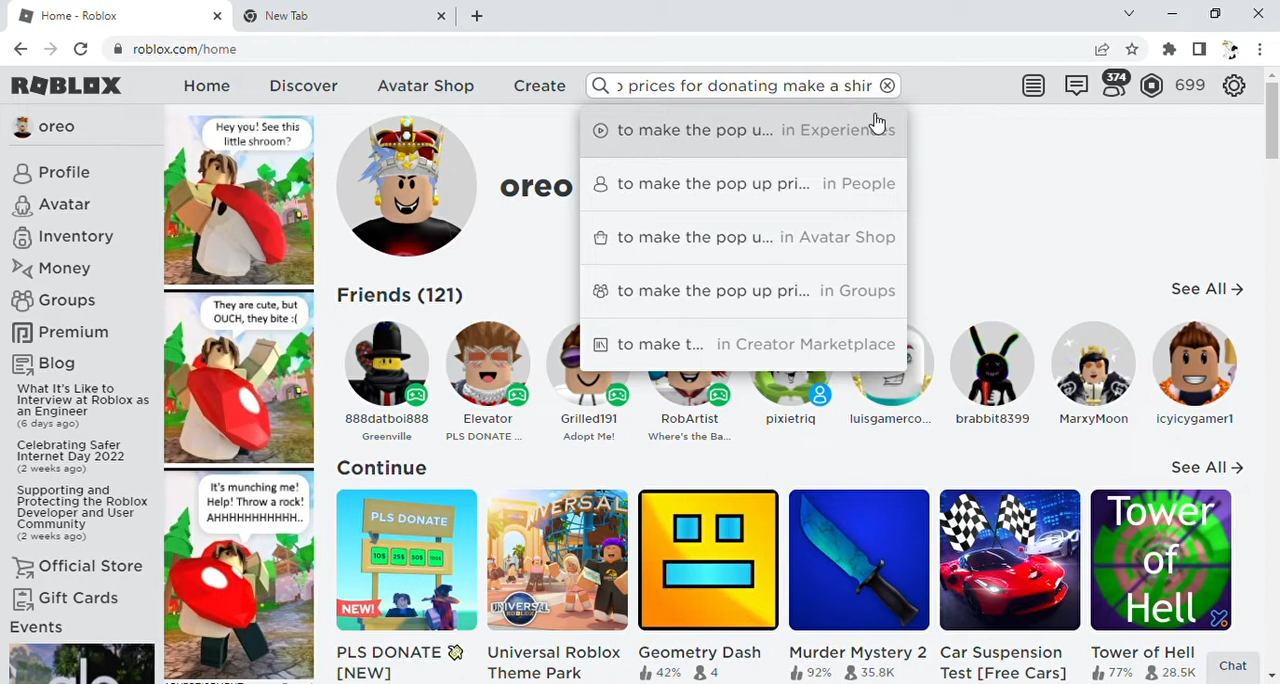 Home - Roblox
New Tab
roblox.com/home
ROBLOX
Home
Discover
Avatar Shop
Create
prices for donating make a shir
374
699
oreo
Profile
Avatar
Inventory
Money
Groups
Premium
Blog
What It's Like to
Interview at Roblox as
an Engineer
(6 days ago)
Celebrating Safer
Internet Day 2022
(2 weeks ago)
Supporting and
Protecting the Roblox
Developer and User
Community
(2 weeks ago)
Official Store
Gift Cards
Events
Hey you! See this
little shroom?
They are cute, but
OUCH, they bite :(
It's munching me!
Help! Throw a rock!
AHHHHHHHHHHH..
ADVERTISEMENT
oreo
to make the pop u... in Experiences
to make the pop up pri... in People
to make the pop u... in Avatar Shop
to make the pop up pri... in Groups
to make t... in Creator Marketplace
Friends (121)
See All →
888datboi888
Greenville
Elevator
PLS DONATE ...
Grilled191
Adopt Me!
RobArtist
Where's the Ba...
pixietriq
luisgamerco...
brabbit8399
MarxyMoon
icyicygamer1
Continue
See All →
PLS DONATE
10$ 25$ 50$
NEW!
UNIVERSAL
UNIVERSAL
Tower
of
Hell
PLS DONATE
[NEW]
Universal Roblox
Theme Park
Geometry Dash
42% 4
Murder Mystery 2
92% 35.8K
Car Suspension
Test [Free Cars]
Tower of Hell
77% 28.5K
Chat